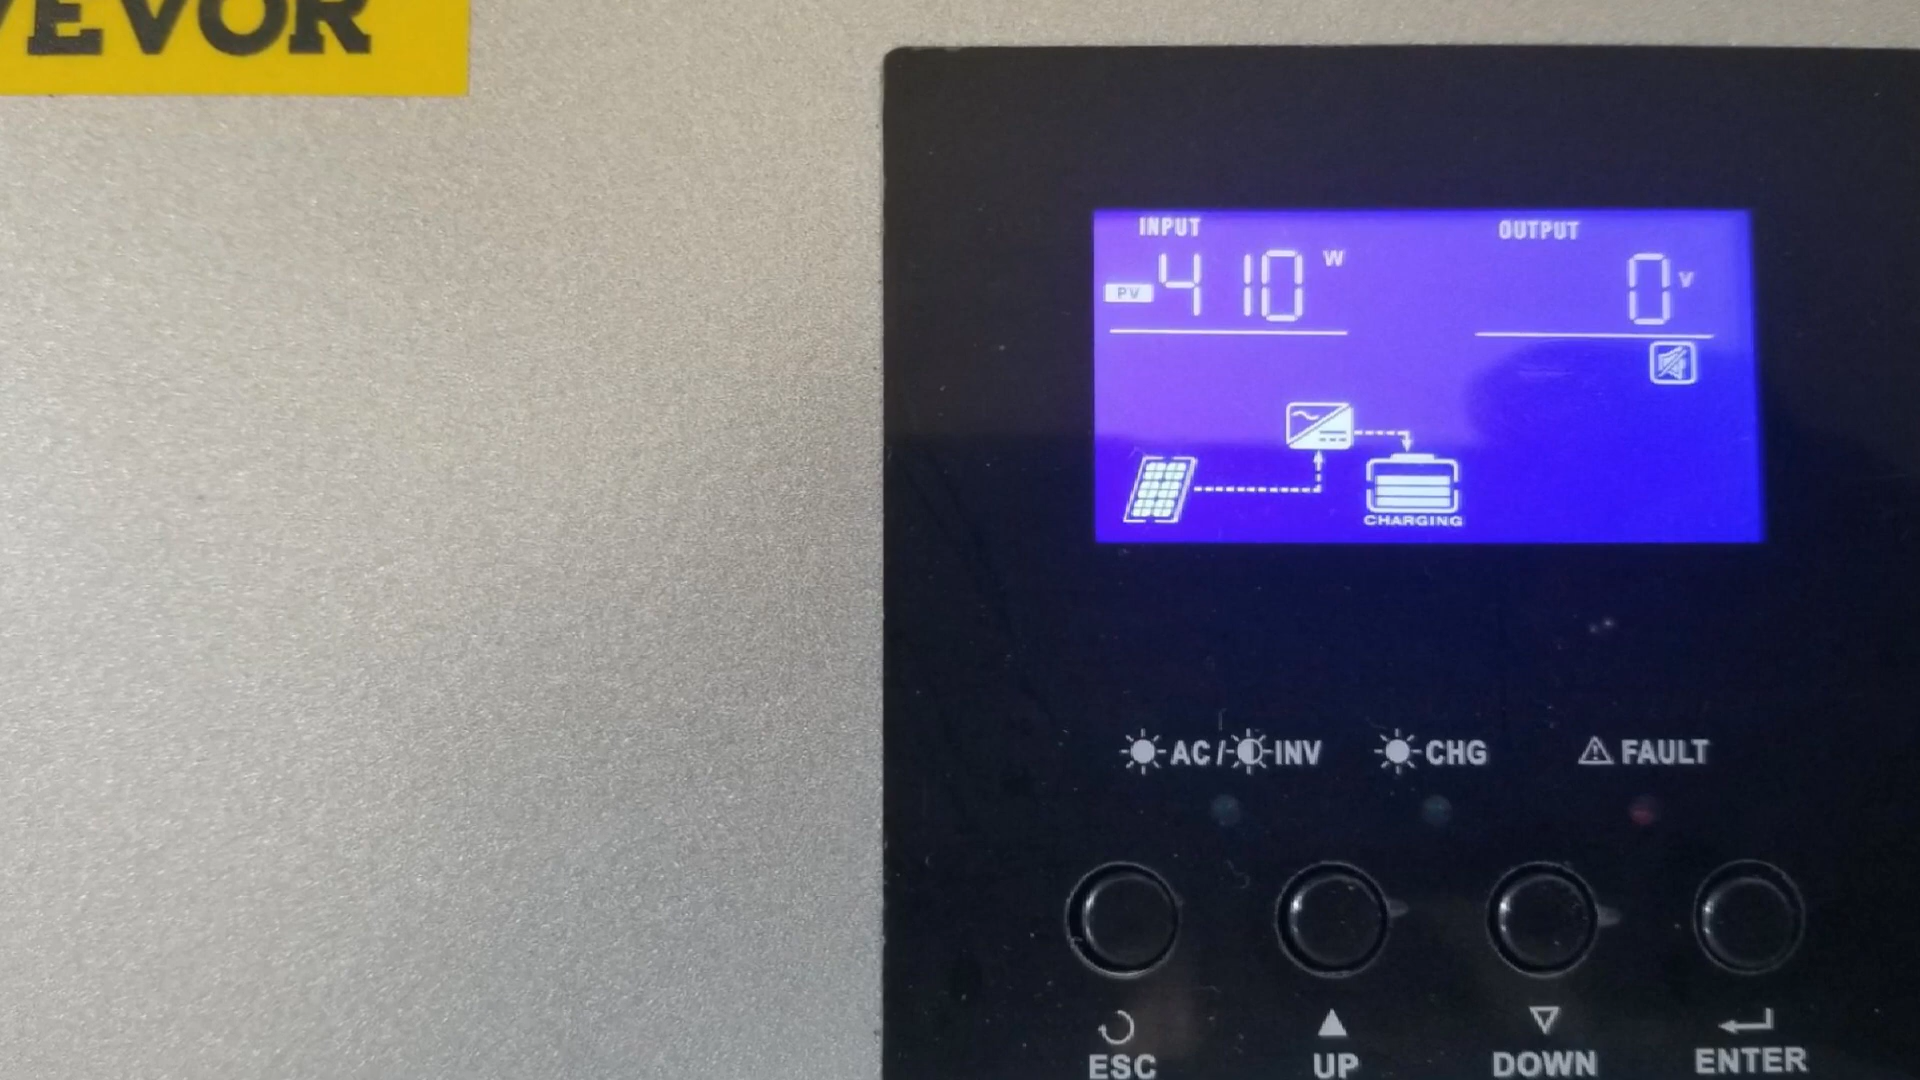 VEVOR
INPUT
OUTPUT
PV 410 W
0 V
CHARGING
AC / INV
CHG
FAULT
ESC
UP
DOWN
ENTER